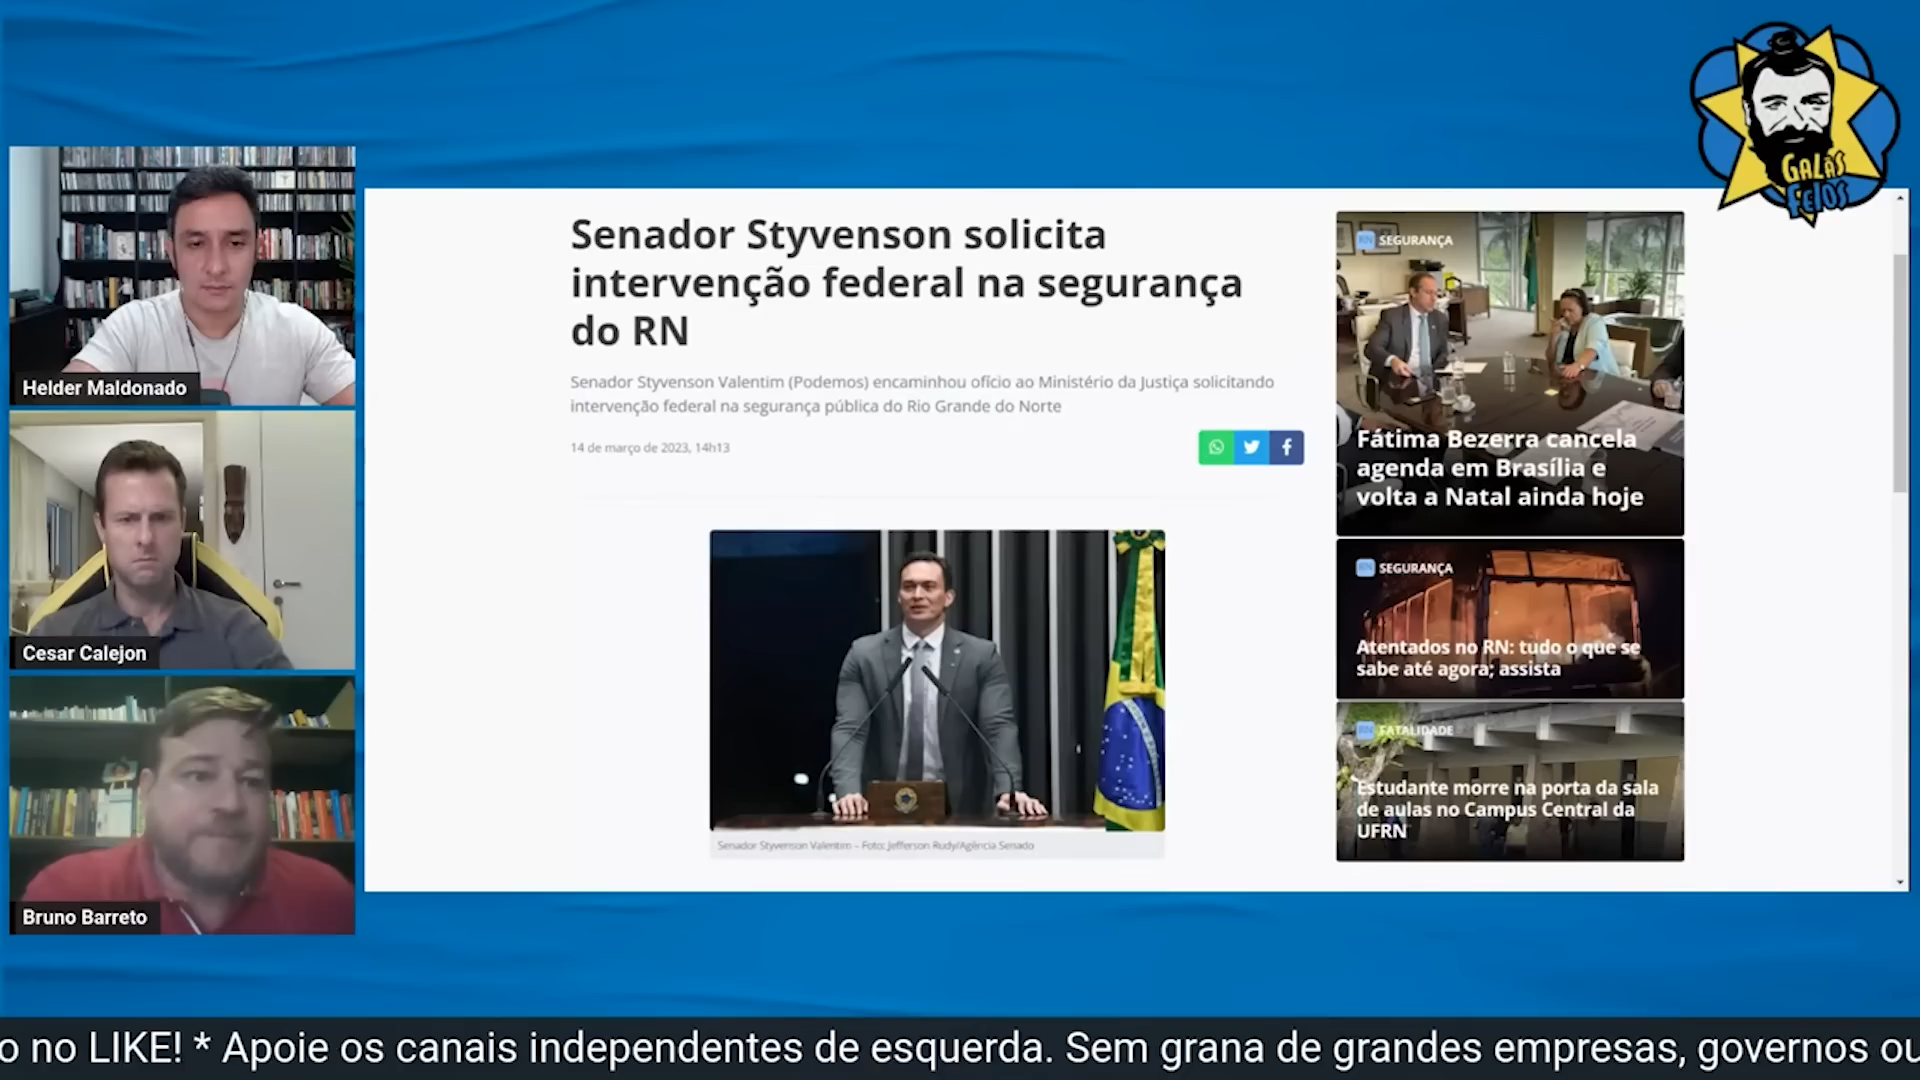 GALÃS
FEIOS
Helder Maldonado
Cesar Calejon
Bruno Barreto
Senador Styvenson solicita
intervenção federal na segurança
do RN
Senador Styvenson Valentim (Podemos) encaminhou ofício ao Ministério da Justiça solicitando
intervenção federal na segurança pública do Rio Grande do Norte
14 de março de 2023, 14h13
Senador Styvenson Valentim – Foto: Jefferson Rudy/Agência Senado
RN SEGURANÇA
Fátima Bezerra cancela
agenda em Brasília e
volta a Natal ainda hoje
RN SEGURANÇA
Atentados no RN: tudo o que se
sabe até agora; assista
RN FATALIDADE
Estudante morre na porta da sala
de aulas no Campus Central da
UFRN
o no LIKE! * Apoie os canais independentes de esquerda. Sem grana de grandes empresas, governos ou